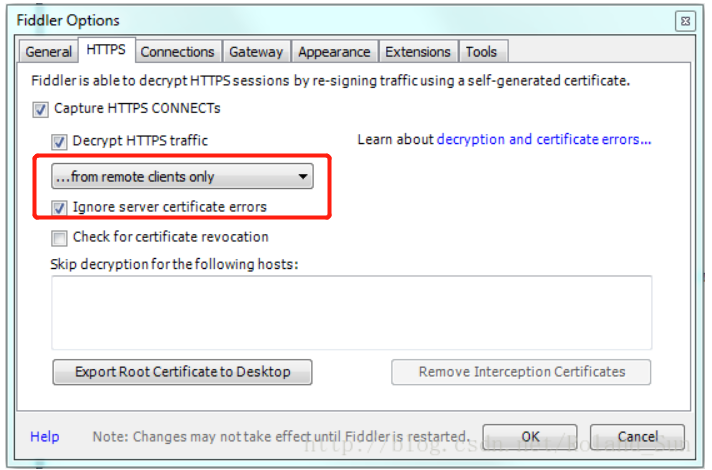 Fiddler Options
General HTTPS Connections Gateway Appearance Extensions Tools
Fiddler is able to decrypt HTTPS sessions by re-signing traffic using a self-generated certificate.
Capture HTTPS CONNECTs
Decrypt HTTPS traffic Learn about decryption and certificate errors...
...from remote clients only
Ignore server certificate errors
Check for certificate revocation
Skip decryption for the following hosts:
Export Root Certificate to Desktop Remove Interception Certificates
Help Note: Changes may not take effect until Fiddler is restarted. OK Cancel
http://blog.csdn.net/Roland_Sun